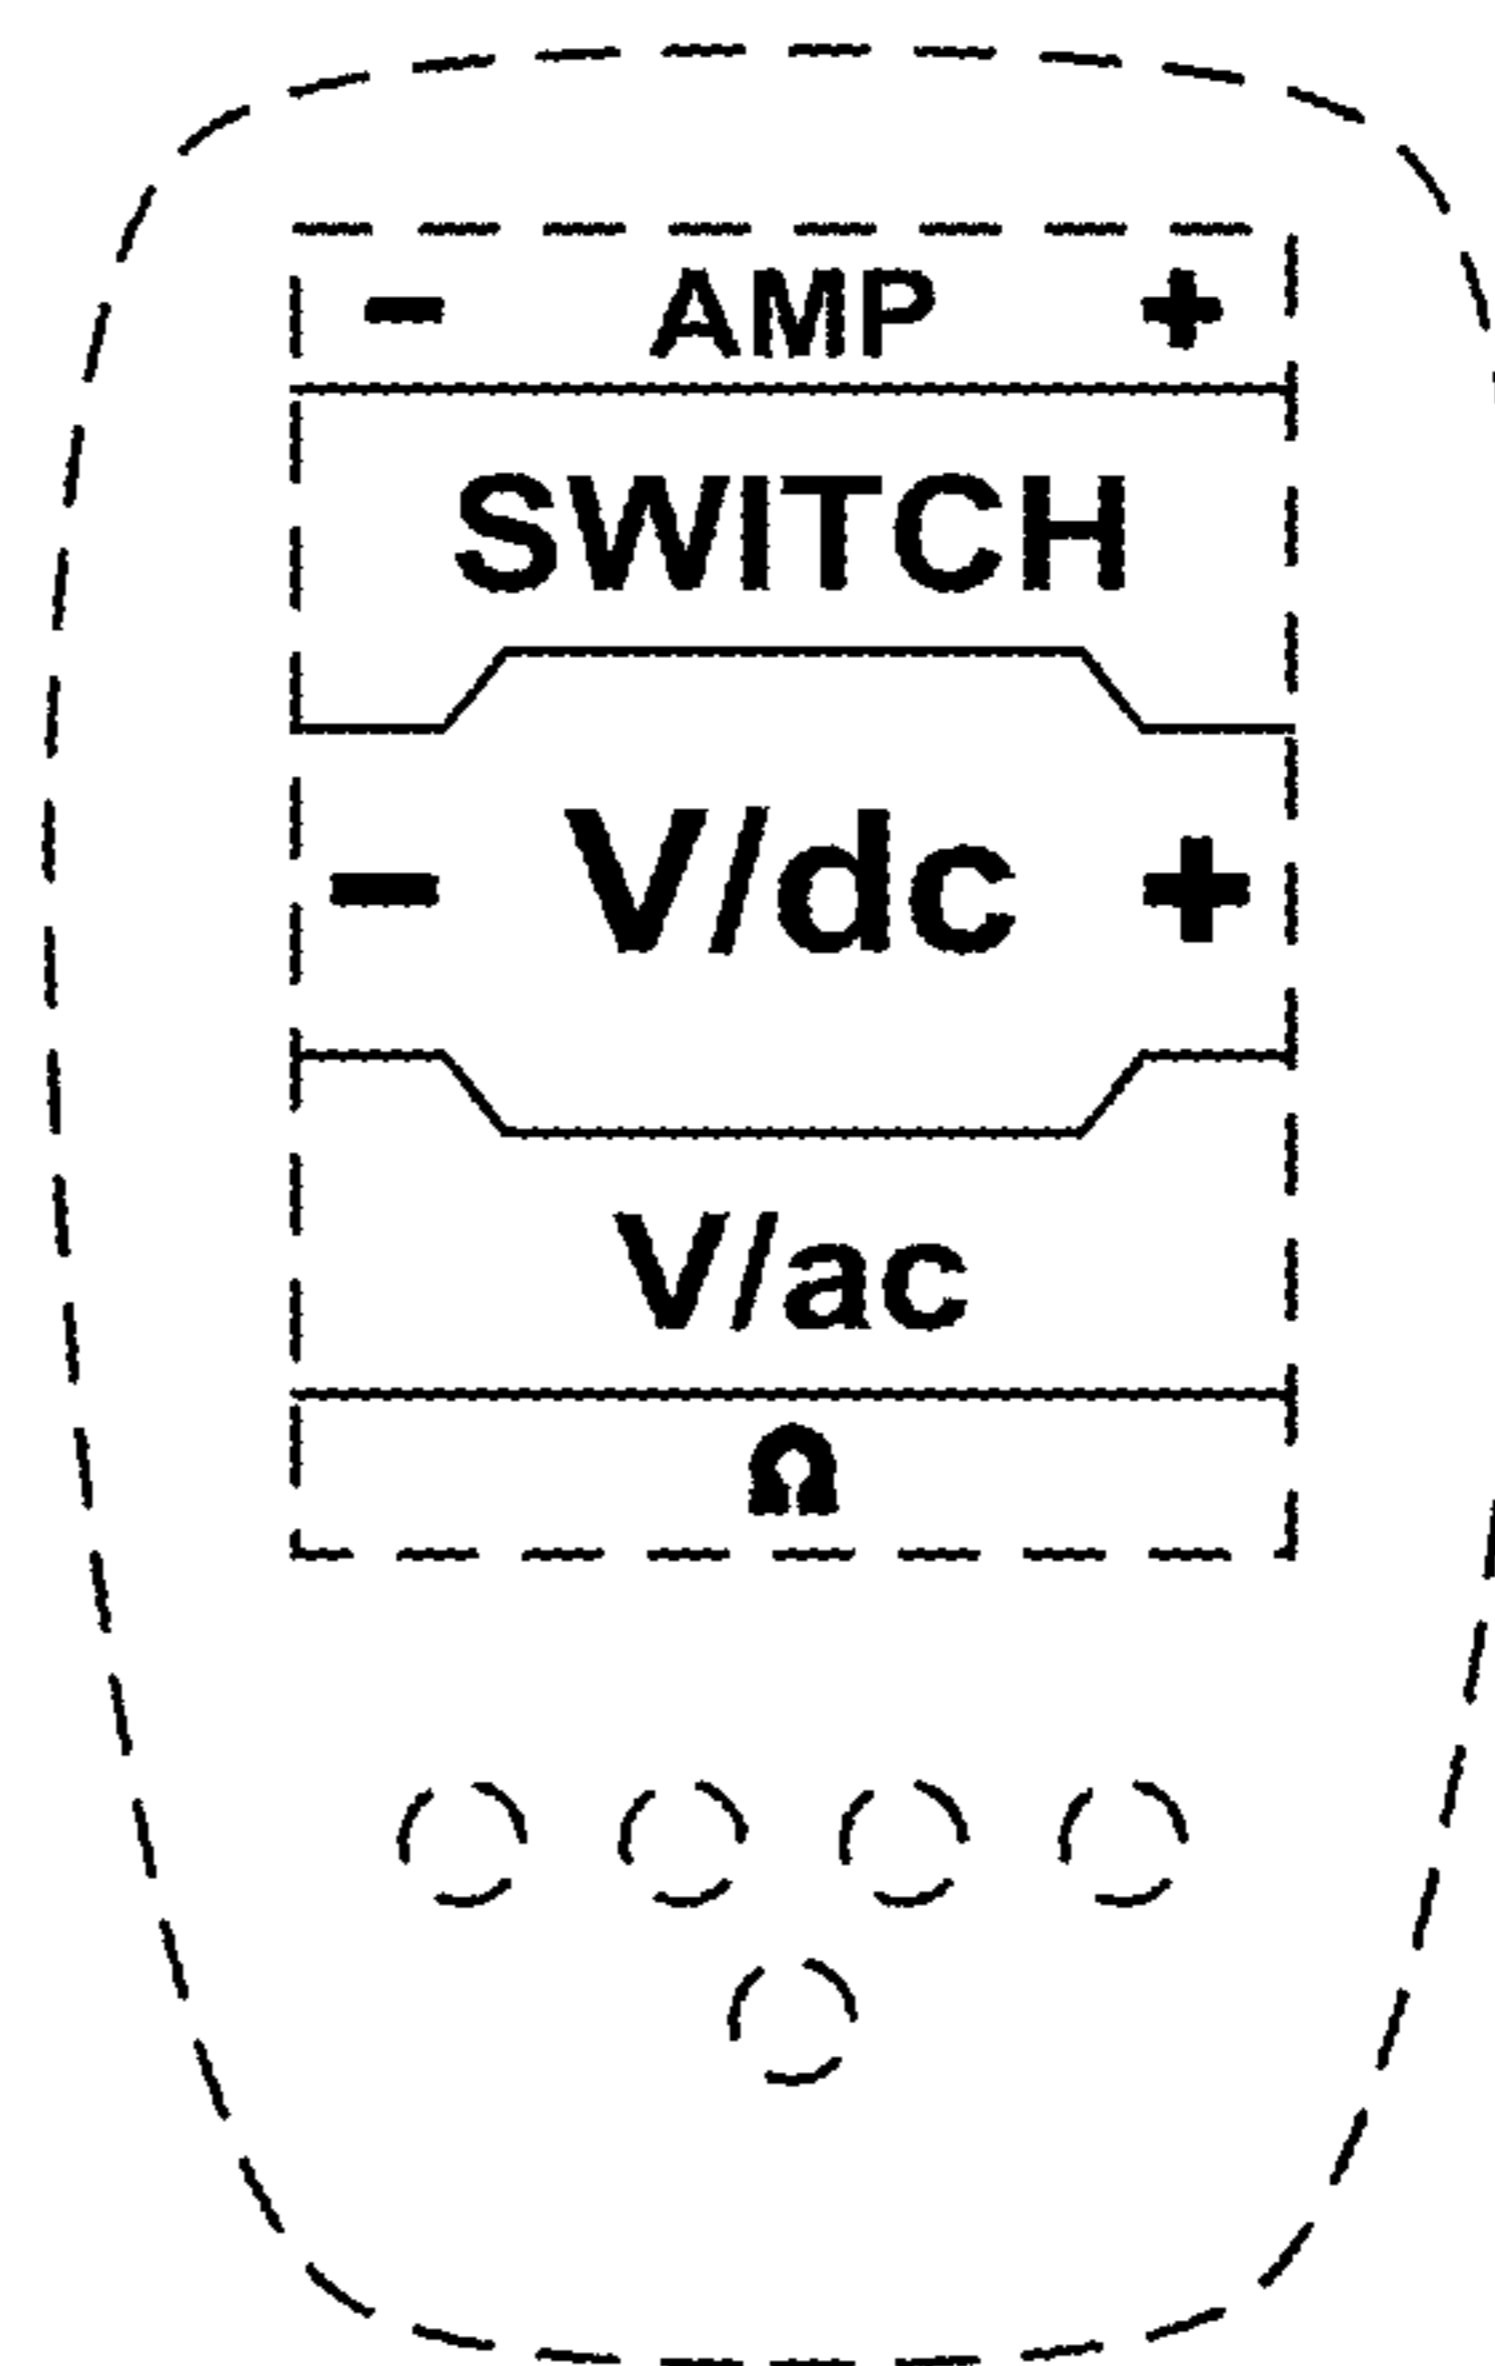 - AMP +
SWITCH
- V/dc +
V/ac
Ω